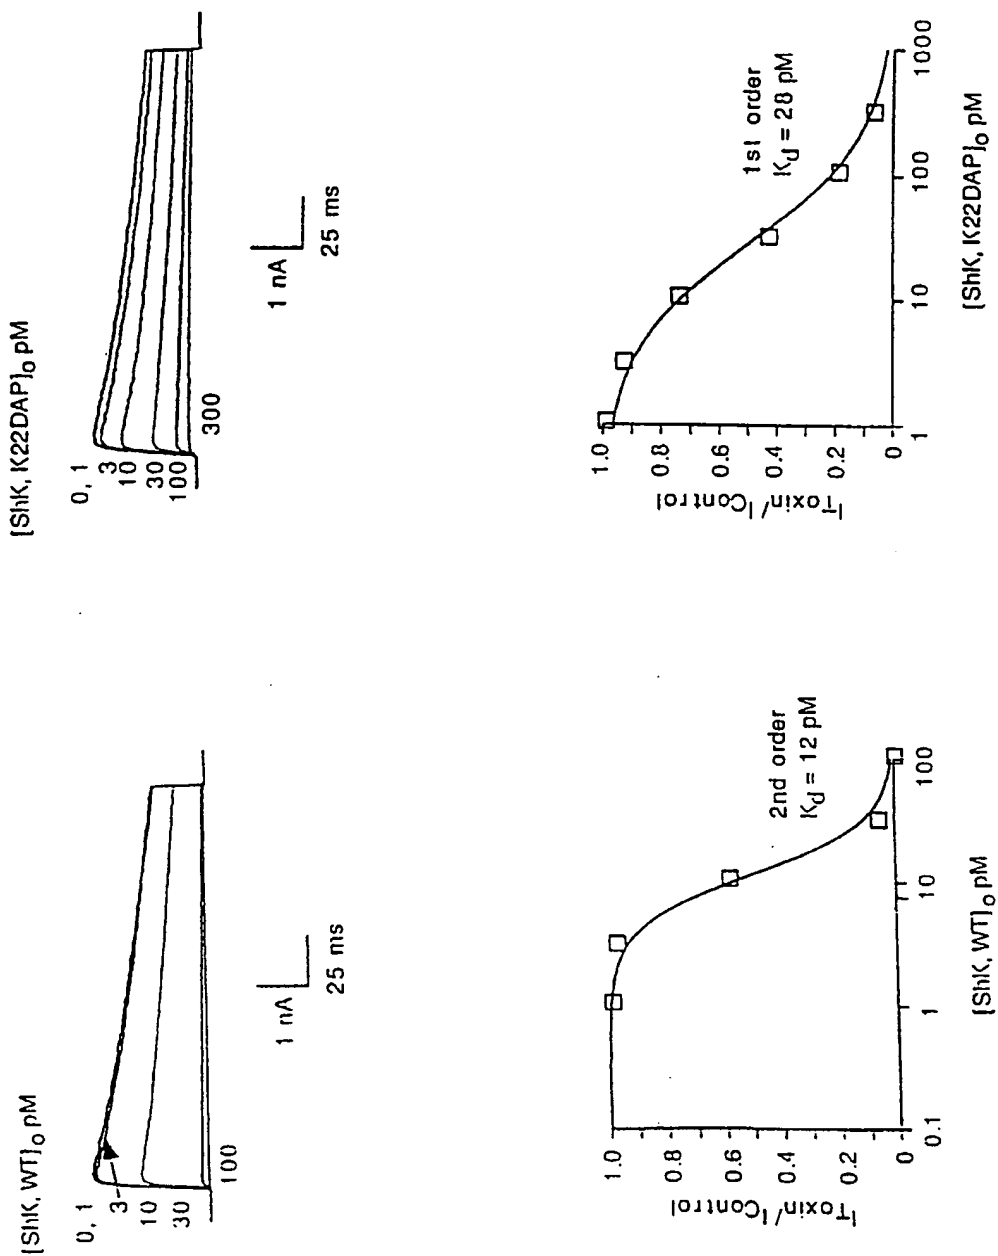 [ShK, WT]o pM
0, 1
3
10
30
100
1 nA
25 ms
[ShK, K22DAP]o pM
0, 1
3
10
30
100
300
1 nA
25 ms
IToxin/IControl
1.0
0.8
0.6
0.4
0.2
0
0.1
1
10
100
2nd order
Kd = 12 pM
[ShK, WT]o pM
IToxin/IControl
1.0
0.8
0.6
0.4
0.2
0
1
10
100
1000
1st order
Kd = 28 pM
[ShK, K22DAP]o pM